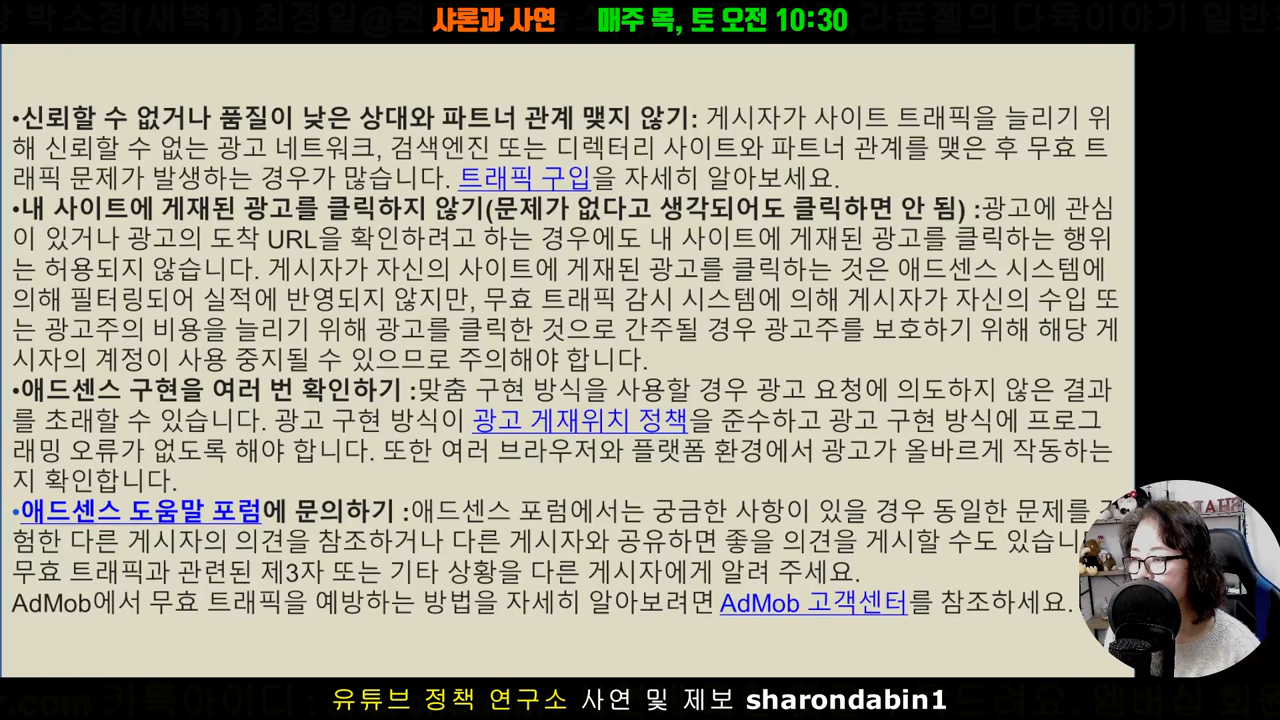 샤론과 사연 매주 목, 토 오전 10:30
•신뢰할 수 없거나 품질이 낮은 상대와 파트너 관계 맺지 않기: 게시자가 사이트 트래픽을 늘리기 위
해 신뢰할 수 없는 광고 네트워크, 검색엔진 또는 디렉터리 사이트와 파트너 관계를 맺은 후 무효 트
래픽 문제가 발생하는 경우가 많습니다. 트래픽 구입을 자세히 알아보세요.
•내 사이트에 게재된 광고를 클릭하지 않기(문제가 없다고 생각되어도 클릭하면 안 됨) :광고에 관심
이 있거나 광고의 도착 URL을 확인하려고 하는 경우에도 내 사이트에 게재된 광고를 클릭하는 행위
는 허용되지 않습니다. 게시자가 자신의 사이트에 게재된 광고를 클릭하는 것은 애드센스 시스템에
의해 필터링되어 실적에 반영되지 않지만, 무효 트래픽 감시 시스템에 의해 게시자가 자신의 수입 또
는 광고주의 비용을 늘리기 위해 광고를 클릭한 것으로 간주될 경우 광고주를 보호하기 위해 해당 게
시자의 계정이 사용 중지될 수 있으므로 주의해야 합니다.
•애드센스 구현을 여러 번 확인하기 :맞춤 구현 방식을 사용할 경우 광고 요청에 의도하지 않은 결과
를 초래할 수 있습니다. 광고 구현 방식이 광고 게재위치 정책을 준수하고 광고 구현 방식에 프로그
래밍 오류가 없도록 해야 합니다. 또한 여러 브라우저와 플랫폼 환경에서 광고가 올바르게 작동하는
지 확인합니다.
•애드센스 도움말 포럼에 문의하기 :애드센스 포럼에서는 궁금한 사항이 있을 경우 동일한 문제를
험한 다른 게시자의 의견을 참조하거나 다른 게시자와 공유하면 좋을 의견을 게시할 수도
무효 트래픽과 관련된 제3자 또는 기타 상황을 다른 게시자에게 알려 주세요.
AdMob에서 무효 트래픽을 예방하는 방법을 자세히 알아보려면 AdMob 고객센터를 참조하세요.
유튜브 정책 연구소 사연 및 제보 sharondabin1